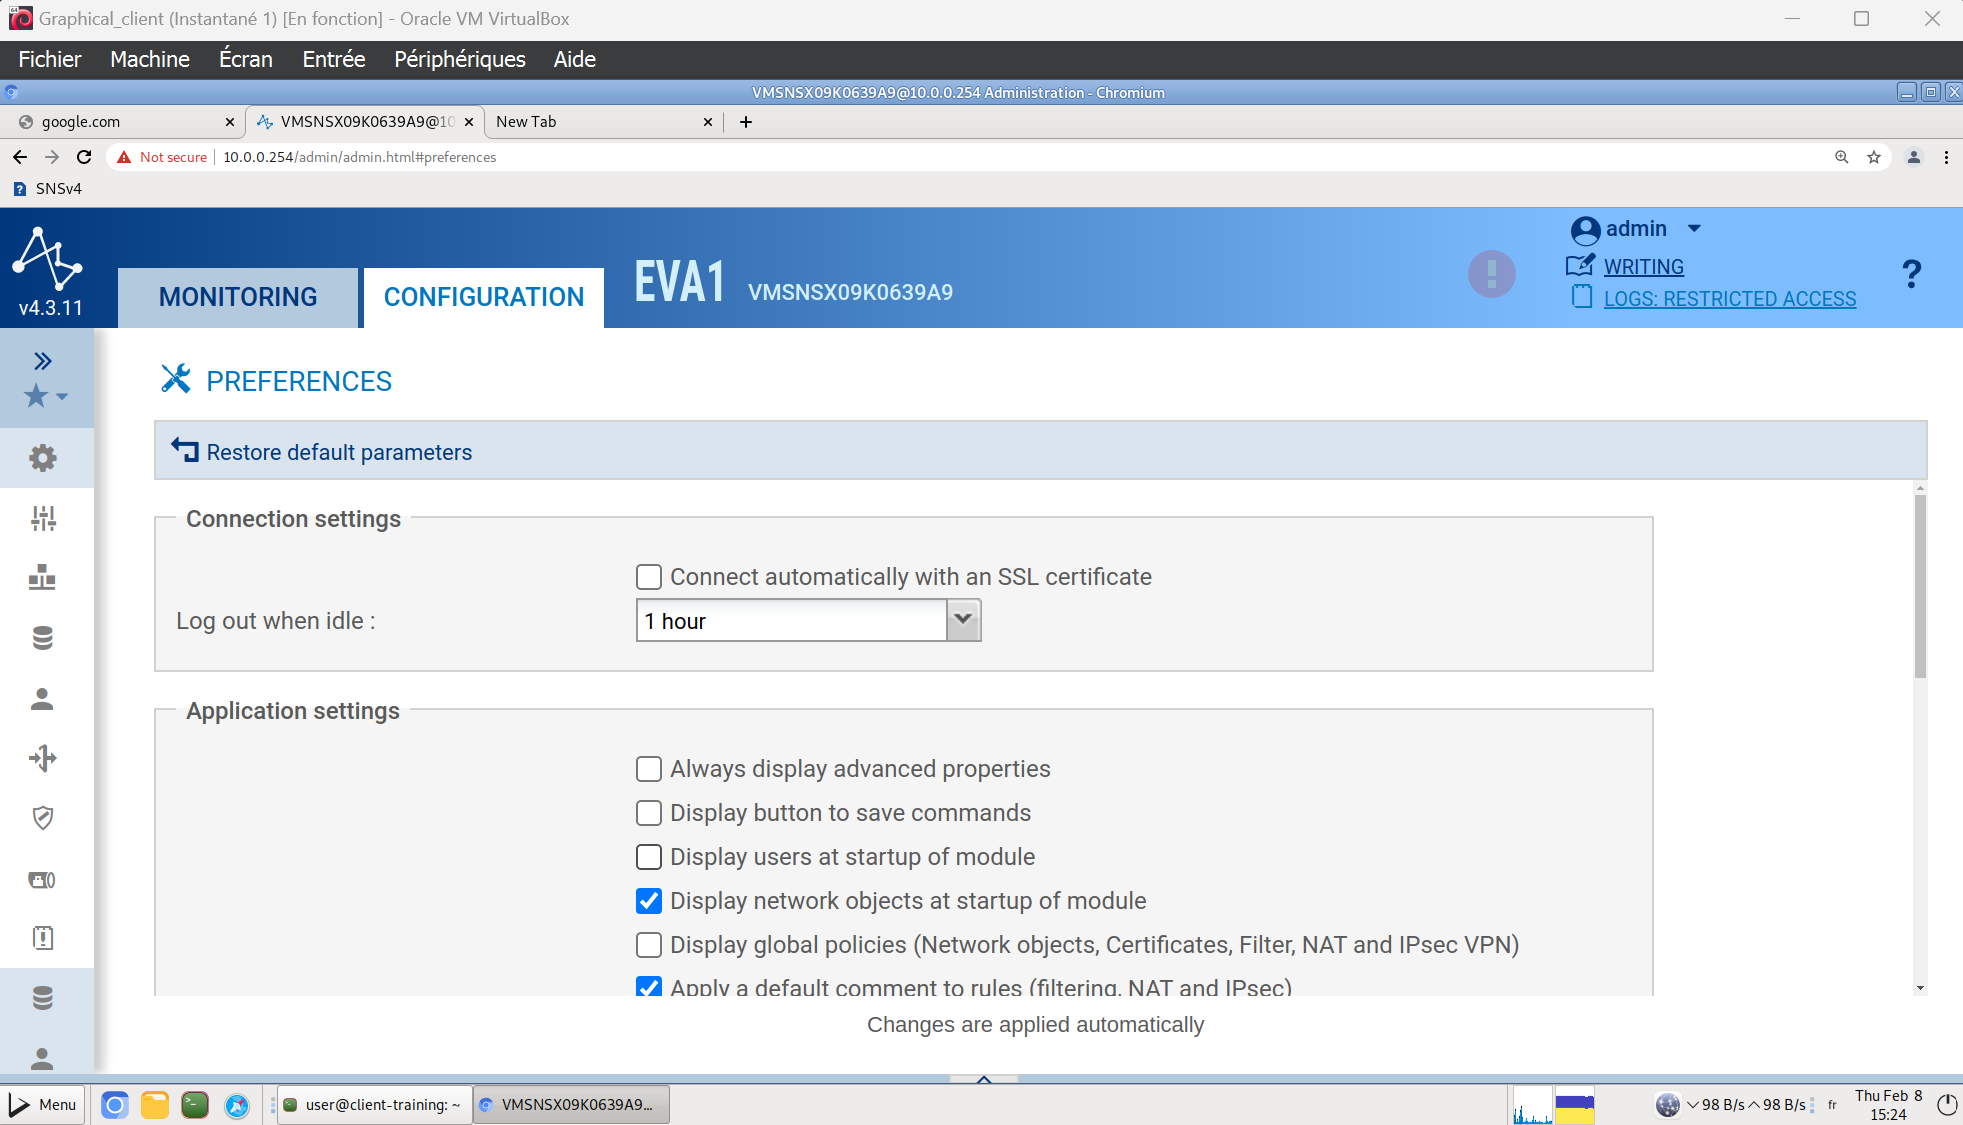 Graphical_client (Instantané 1) [En fonction] - Oracle VM VirtualBox
Fichier Machine Écran Entrée Périphériques Aide
VMSNSX09K0639A9@10.0.0.254 Administration - Chromium
google.com VMSNSX09K0639A9@10 New Tab
Not secure 10.0.0.254/admin/admin.html#preferences
SNSv4
v4.3.11 MONITORING CONFIGURATION EVA1 VMSNSX09K0639A9
admin
WRITING
LOGS: RESTRICTED ACCESS
PREFERENCES
Restore default parameters
Connection settings
Connect automatically with an SSL certificate
Log out when idle : 1 hour
Application settings
Always display advanced properties
Display button to save commands
Display users at startup of module
Display network objects at startup of module
Display global policies (Network objects, Certificates, Filter, NAT and IPsec VPN)
Apply a default comment to rules (filtering, NAT and IPsec)
Changes are applied automatically
Menu user@client-training: ~ VMSNSX09K0639A9... 98 B/s 98 B/s fr Thu Feb 8
15:24